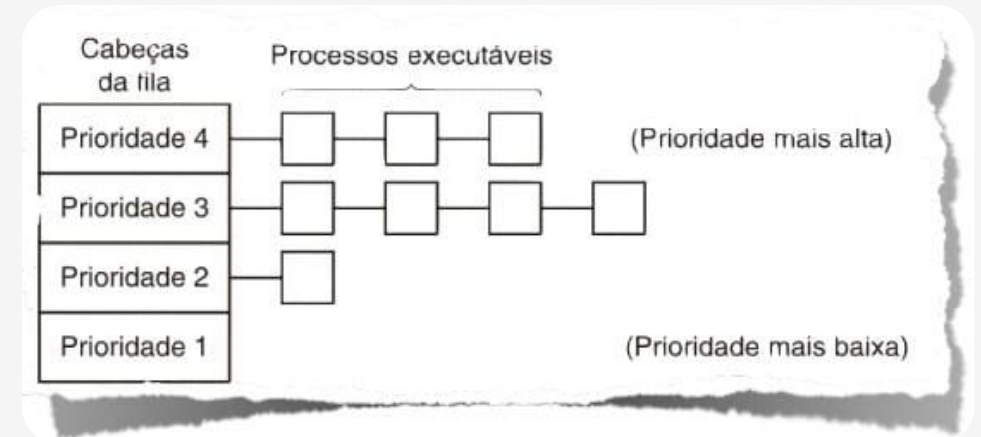 Cabeças
da fila
Processos executáveis
Prioridade 4
(Prioridade mais alta)
Prioridade 3
Prioridade 2
Prioridade 1
(Prioridade mais baixa)